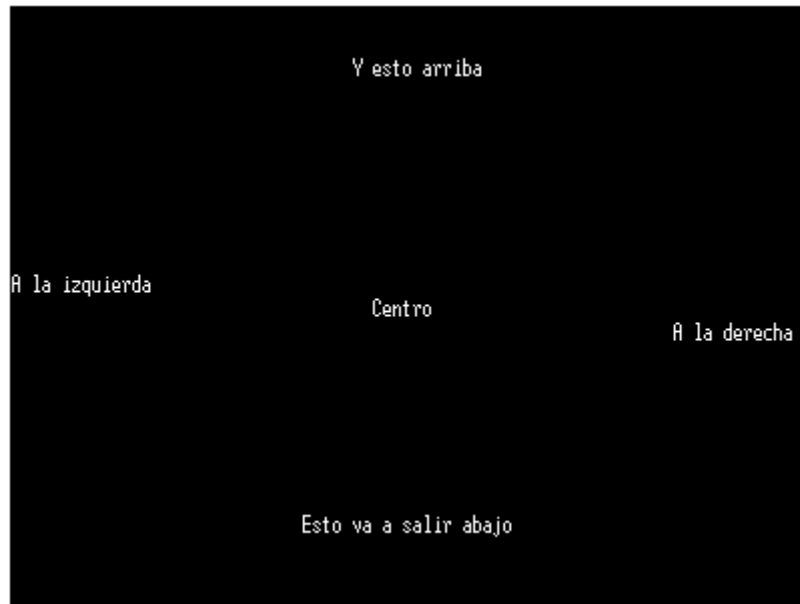 Y esto arriba
A la izquierda
Centro
A la derecha
Esto va a salir abajo